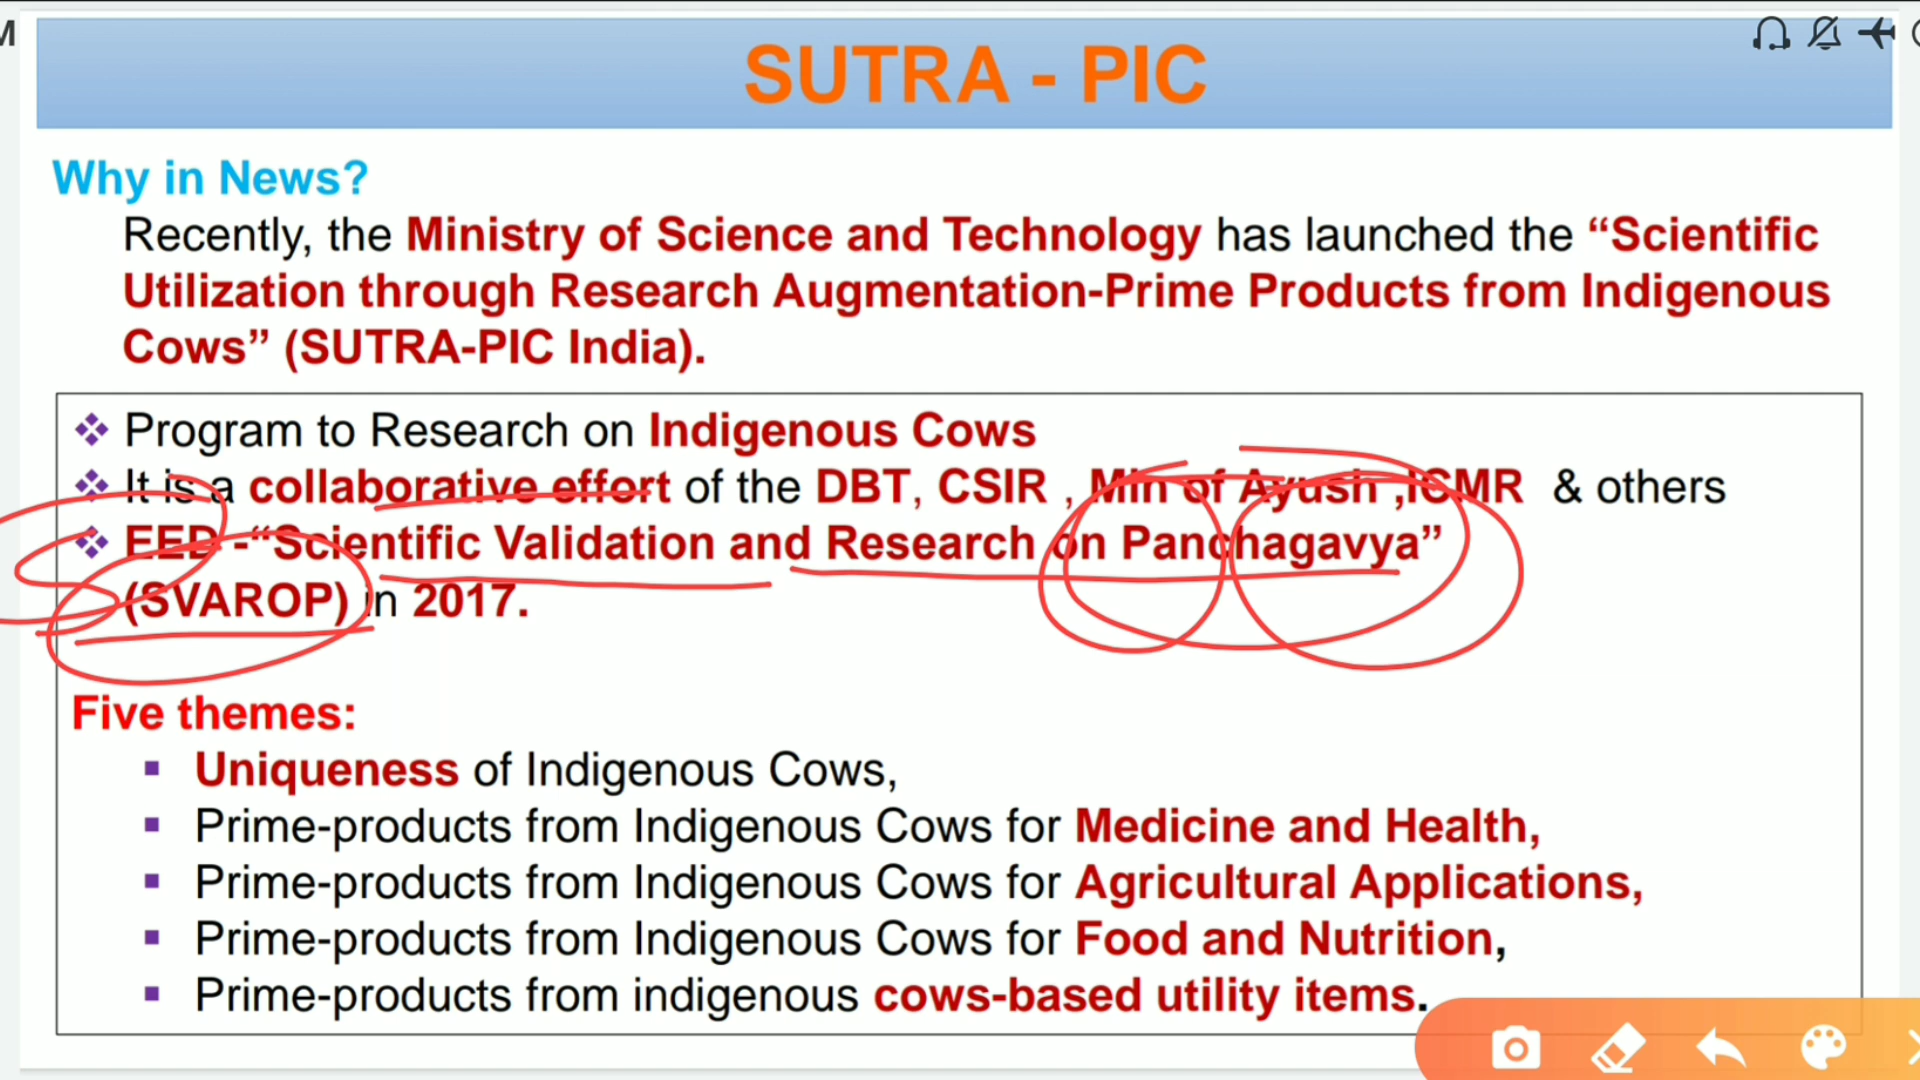 M
SUTRA - PIC
Why in News?
Recently, the Ministry of Science and Technology has launched the “Scientific
Utilization through Research Augmentation-Prime Products from Indigenous
Cows” (SUTRA-PIC India).
❖ Program to Research on Indigenous Cows
❖ It is a collaborative effort of the DBT, CSIR , Min of Ayush ,ICMR & others
❖ EED -“Scientific Validation and Research on Panchagavya”
(SVAROP) in 2017.
Five themes:
▪ Uniqueness of Indigenous Cows,
▪ Prime-products from Indigenous Cows for Medicine and Health,
▪ Prime-products from Indigenous Cows for Agricultural Applications,
▪ Prime-products from Indigenous Cows for Food and Nutrition,
▪ Prime-products from indigenous cows-based utility items.